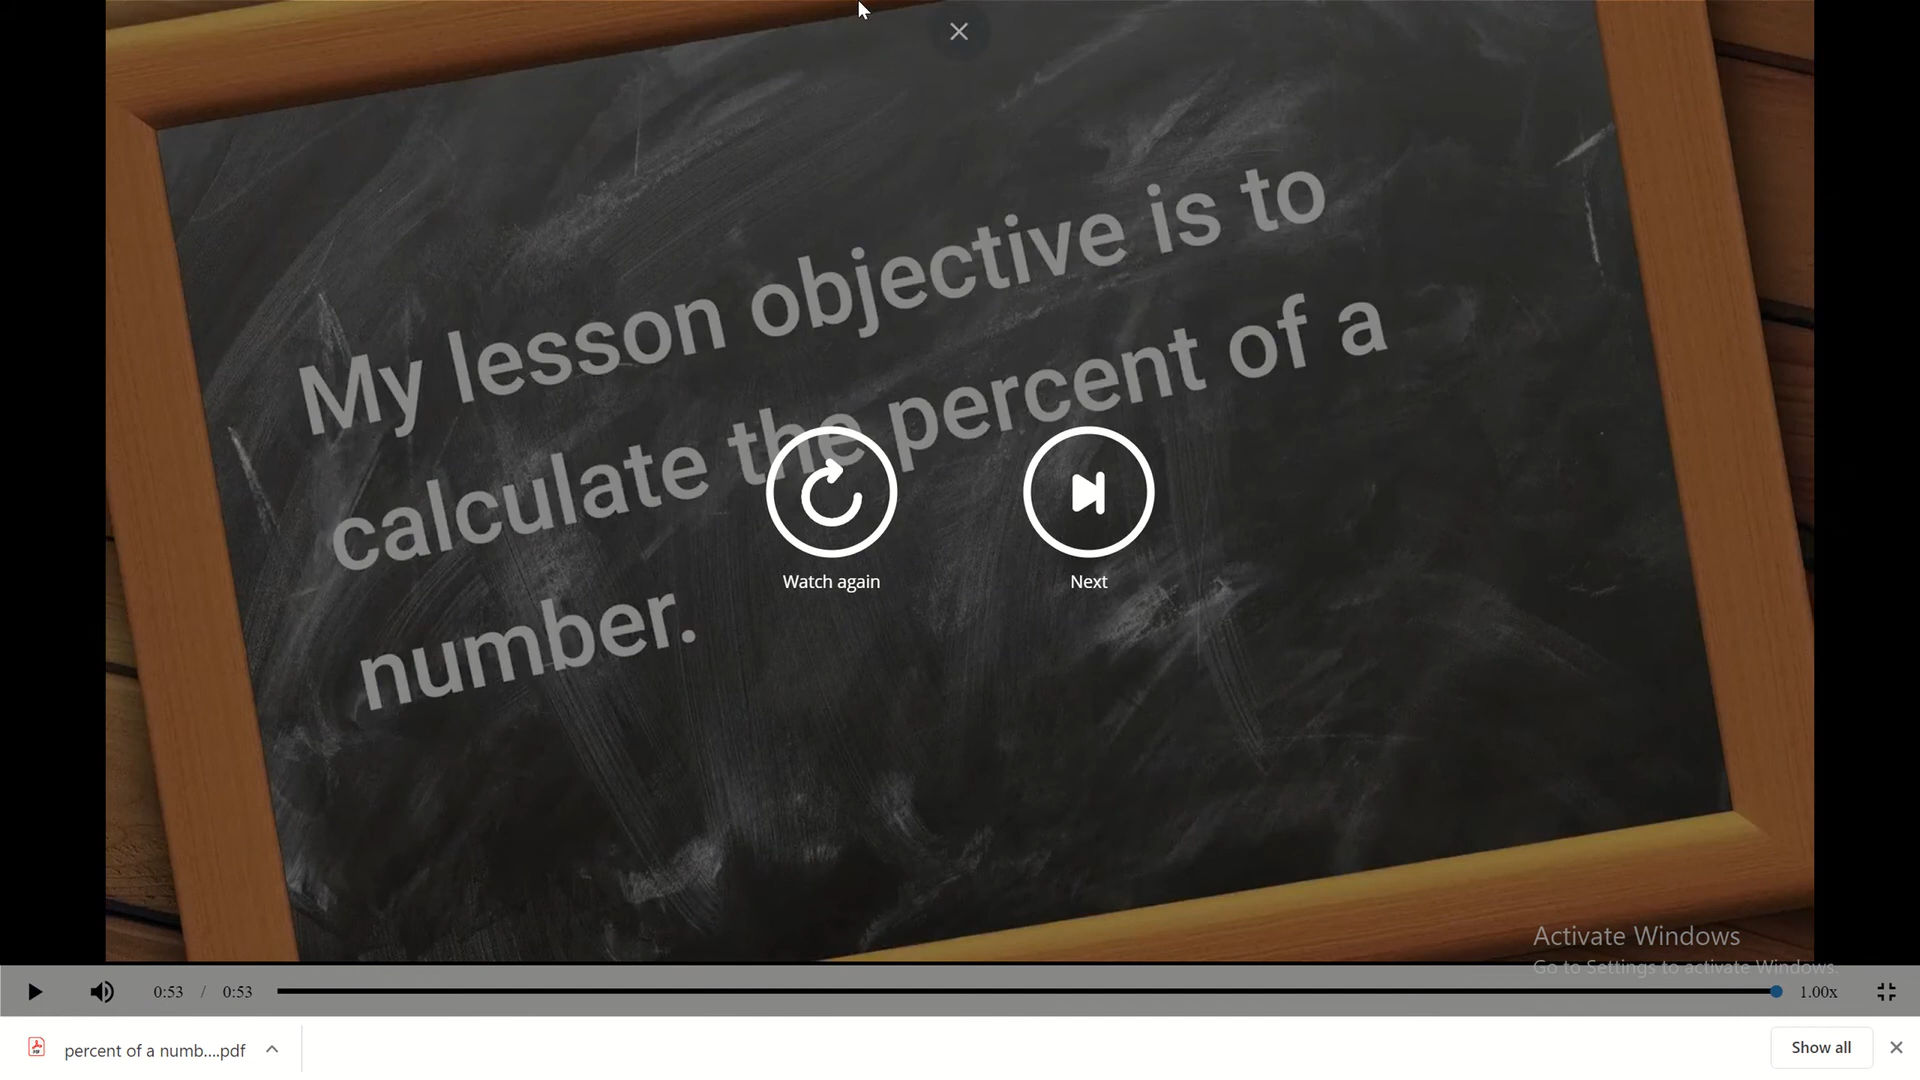 My lesson objective is to
calculate the percent of a
number.
Watch again
Next
Activate Windows
Go to Settings to activate Windows.
0:53 / 0:53
1.00x
percent of a numb....pdf
Show all